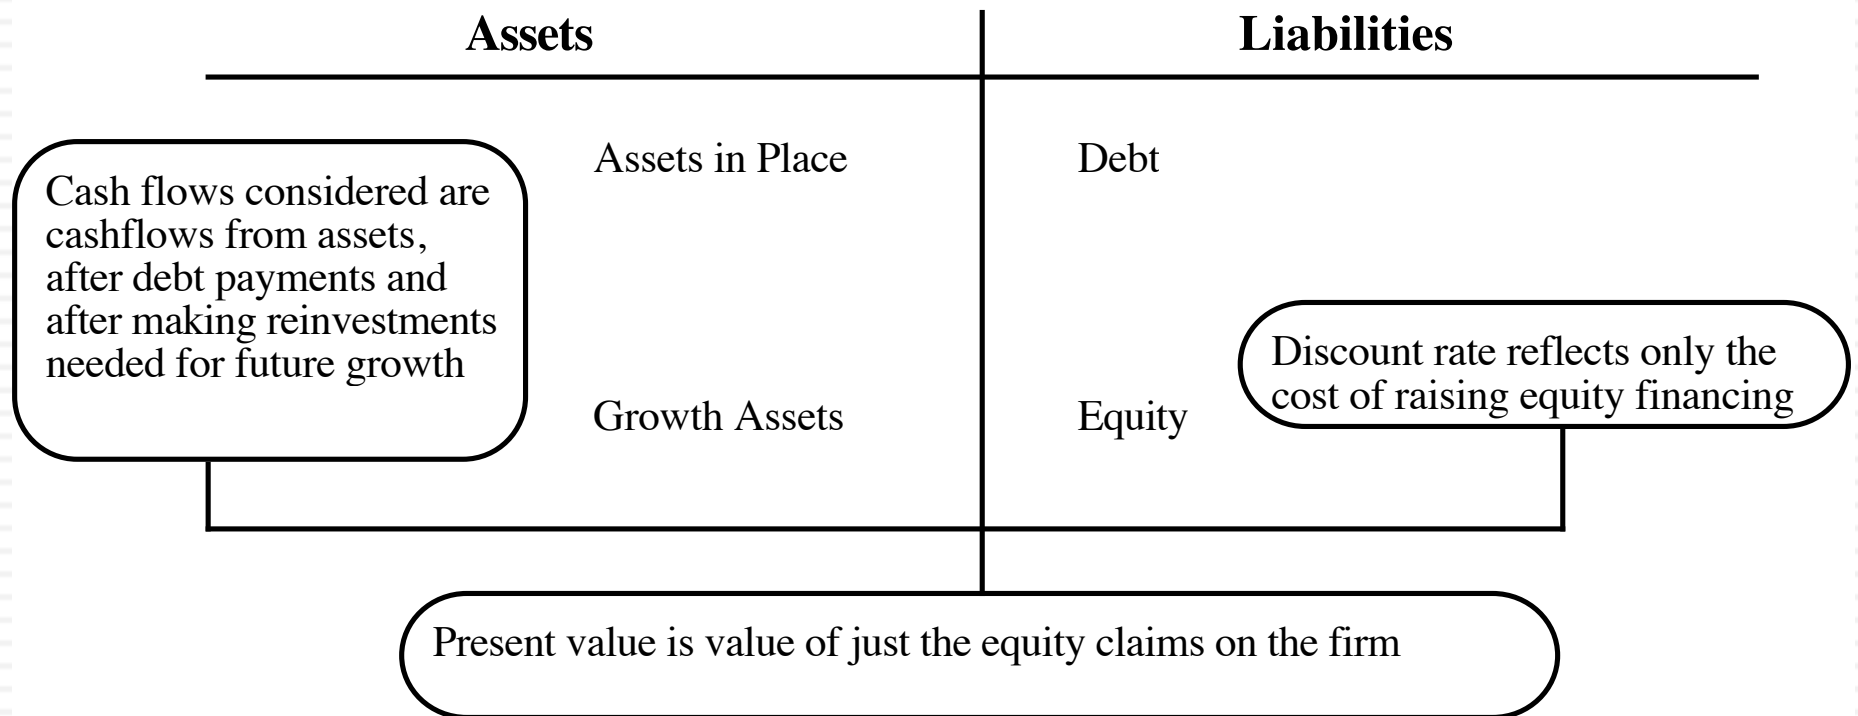 Assets
Liabilities
Assets in Place
Debt
Cash flows considered are
cashflows from assets,
after debt payments and
after making reinvestments
needed for future growth
Discount rate reflects only the
cost of raising equity financing
Growth Assets
Equity
Present value is value of just the equity claims on the firm